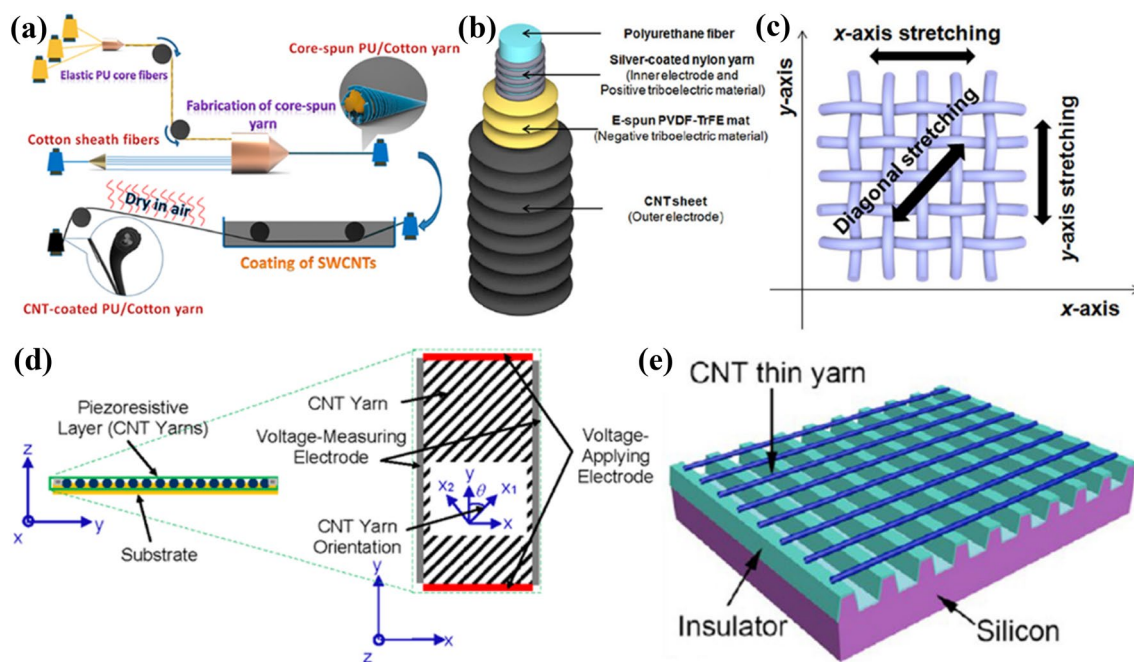 (a)
Elastic PU core fibers
Core-spun PU/Cotton yarn
Fabrication of core-spun
yarn
Cotton sheath fibers
Dry in air
Coating of SWCNTs
CNT-coated PU/Cotton yarn
(b)
Polyurethane fiber
Silver-coated nylon yarn
(Inner electrode and
Positive triboelectric material)
E-spun PVDF-TrFE mat
(Negative triboelectric material)
CNT sheet
(Outer electrode)
(c)
x-axis stretching
y-axis
Diagonal stretching
y-axis stretching
x-axis
(d)
Piezoresistive
Layer (CNT Yarns)
z
x
y
Substrate
CNT Yarn
Voltage-Measuring
Electrode
y
x₂
θ
x₁
x
CNT Yarn
Orientation
Voltage-
Applying
Electrode
y
z
x
(e)
CNT thin yarn
Insulator
Silicon